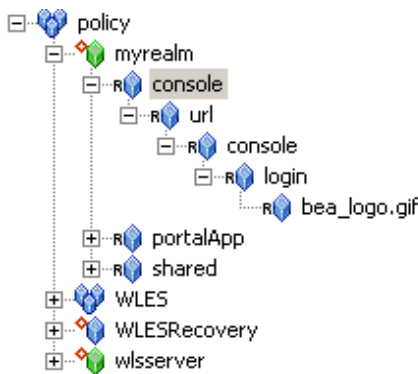 policy
myrealm
R console
R url
R console
R login
R bea_logo.gif
R portalApp
R shared
WLES
WLESRecovery
wlsserver